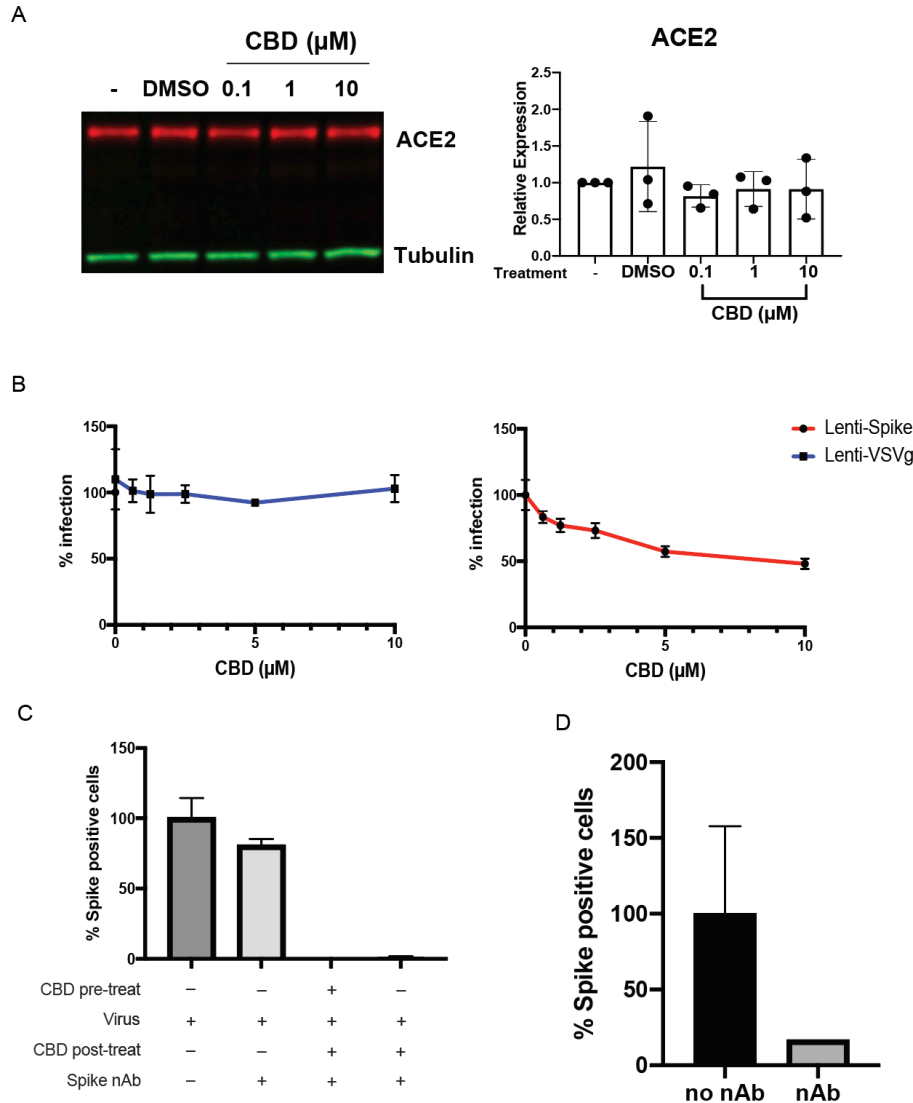 A
CBD (µM)
- DMSO 0.1 1 10
ACE2
Tubulin
ACE2
Relative Expression
2.5
2.0
1.5
1.0
0.5
0.0
Treatment - DMSO 0.1 1 10
CBD (µM)
B
% infection
150
100
50
0
0 5 10
CBD (µM)
% infection
150
100
50
0
0 5 10
CBD (µM)
Lenti-Spike
Lenti-VSVg
C
% Spike positive cells
150
100
50
0
CBD pre-treat – – + –
Virus + + + +
CBD post-treat – – + +
Spike nAb – + + +
D
% Spike positive cells
200
150
100
50
0
no nAb nAb